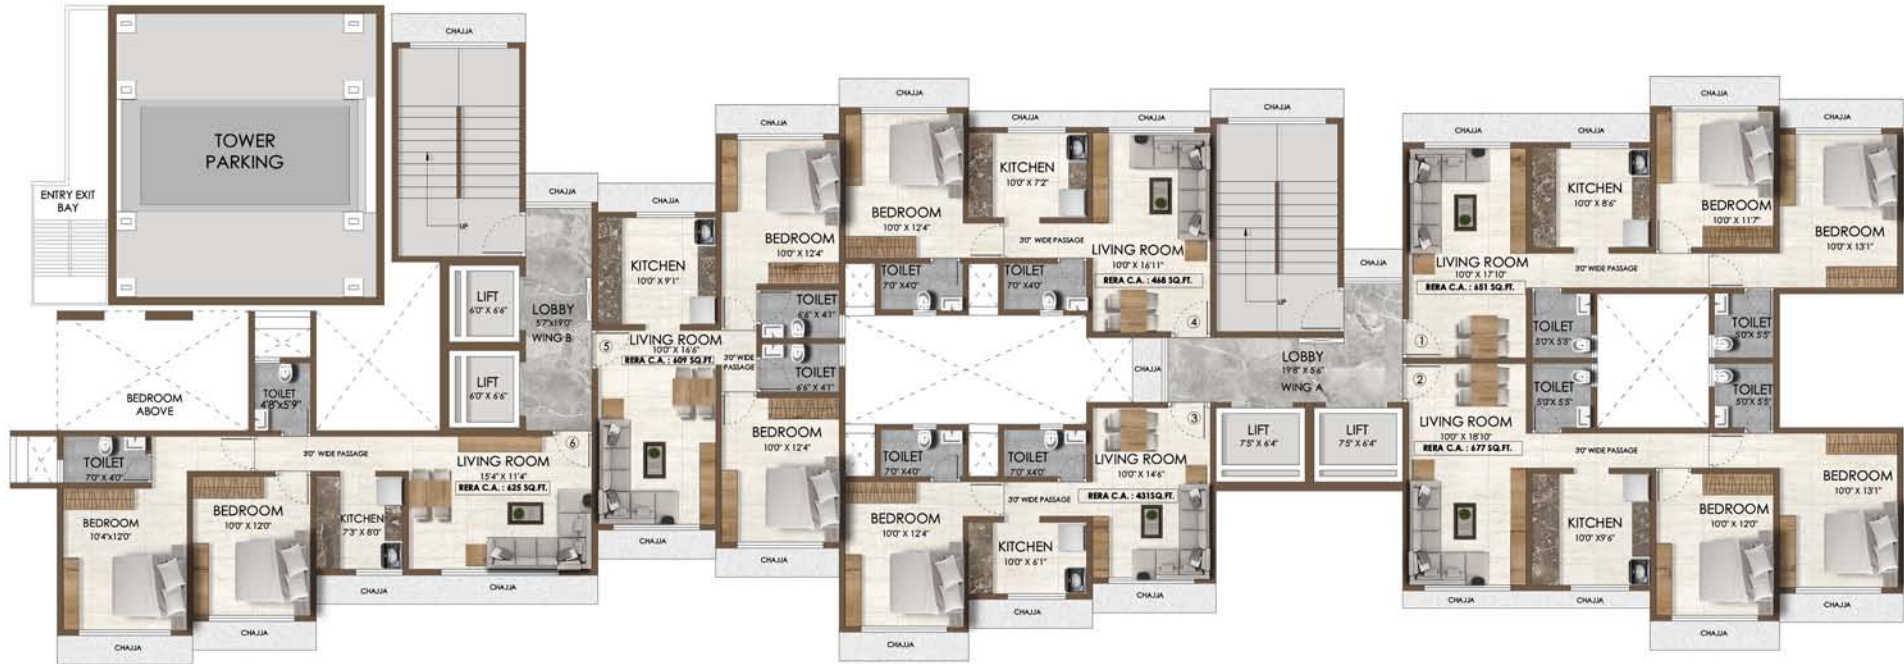 TOWER
PARKING
ENTRY EXIT
BAY
CHAJJA
UP
CHAJJA
LIFT
6'0" X 6'6"
LIFT
6'0" X 6'6"
LOBBY
5'7"x19'0"
WING B
BEDROOM
ABOVE
TOILET
4'8"x5'9"
TOILET
7'0" X 4'0"
3'0" WIDE PASSAGE
BEDROOM
10'4"x12'0"
CHAJJA
BEDROOM
10'0" X 12'0"
CHAJJA
KITCHEN
7'3" X 8'0"
CHAJJA
LIVING ROOM
15'4" X 11'4"
RERA C.A. : 625 SQ.FT.
6
CHAJJA
CHAJJA
KITCHEN
10'0" X 9'1"
5
LIVING ROOM
10'0" X 16'6"
RERA C.A. : 609 SQ.FT.
3'0" WIDE
PASSAGE
CHAJJA
CHAJJA
BEDROOM
10'0" X 12'4"
TOILET
6'6" X 4'1"
TOILET
6'6" X 4'1"
BEDROOM
10'0" X 12'4"
CHAJJA
CHAJJA
BEDROOM
10'0" X 12'4"
CHAJJA
KITCHEN
10'0" X 7'2"
CHAJJA
3'0" WIDE PASSAGE
LIVING ROOM
10'0" X 16'11"
RERA C.A. : 468 SQ.FT.
4
TOILET
7'0" X4'0"
TOILET
7'0" X4'0"
CHAJJA
TOILET
7'0" X4'0"
TOILET
7'0" X4'0"
3
LIVING ROOM
10'0" X 14'6"
RERA C.A. : 431SQ.FT.
3'0" WIDE PASSAGE
BEDROOM
10'0" X 12'4"
CHAJJA
KITCHEN
10'0" X 6'1"
CHAJJA
CHAJJA
CHAJJA
UP
CHAJJA
LOBBY
19'8" X 5'6"
WING A
LIFT
7'5" X 6'4"
LIFT
7'5" X 6'4"
CHAJJA
LIVING ROOM
10'0" X 17'10"
RERA C.A. : 651 SQ.FT.
1
CHAJJA
KITCHEN
10'0" X 8'6"
3'0" WIDE PASSAGE
CHAJJA
BEDROOM
10'0" X 11'7"
CHAJJA
BEDROOM
10'0" X 13'1"
TOILET
5'0"X 5'5"
TOILET
5'0"X 5'5"
TOILET
5'0"X 5'5"
TOILET
5'0"X 5'5"
2
LIVING ROOM
10'0" X 18'10"
RERA C.A. : 677 SQ.FT.
3'0" WIDE PASSAGE
KITCHEN
10'0" X9'6"
BEDROOM
10'0" X 12'0"
BEDROOM
10'0" X 13'1"
CHAJJA
CHAJJA
CHAJJA
CHAJJA